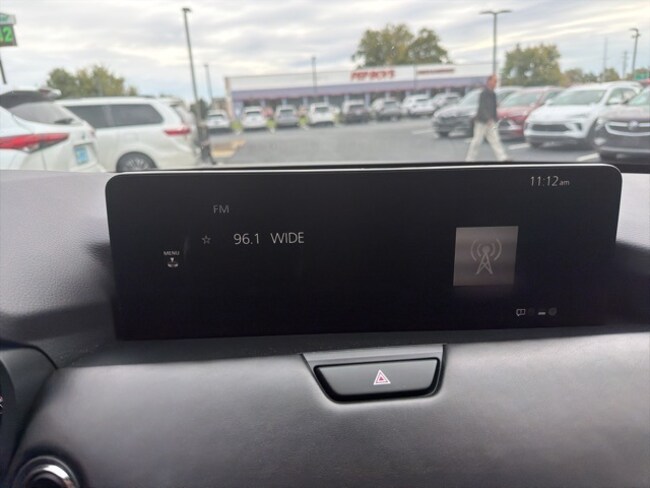 PEP BOYS
11:12 am
FM
☆ 96.1 WIDE
MENU